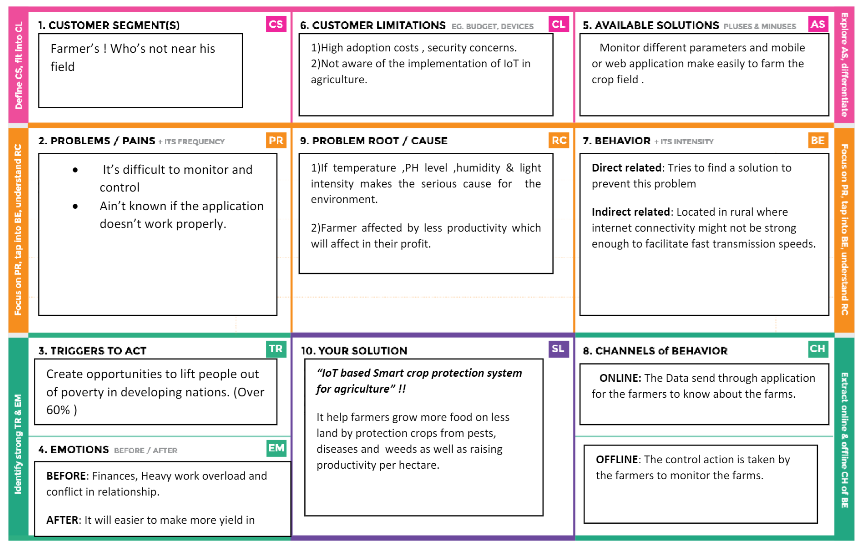 Define CS, fit into CL
1. CUSTOMER SEGMENT(S)
CS
Farmer's ! Who's not near his
field
6. CUSTOMER LIMITATIONS EG. BUDGET, DEVICES
CL
1)High adoption costs , security concerns.
2)Not aware of the implementation of IoT in
agriculture.
5. AVAILABLE SOLUTIONS PLUSES & MINUSES
AS
Monitor different parameters and mobile
or web application make easily to farm the
crop field .
Explore AS, differentiate
Focus on PR, tap into BE, understand RC
2. PROBLEMS / PAINS + ITS FREQUENCY
PR
• It's difficult to monitor and
control
• Ain't known if the application
doesn't work properly.
9. PROBLEM ROOT / CAUSE
RC
1)If temperature ,PH level ,humidity & light
intensity makes the serious cause for the
environment.
2)Farmer affected by less productivity which
will affect in their profit.
7. BEHAVIOR + ITS INTENSITY
BE
Direct related: Tries to find a solution to
prevent this problem
Indirect related: Located in rural where
internet connectivity might not be strong
enough to facilitate fast transmission speeds.
Focus on PR, tap into BE, understand RC
Identify strong TR & EM
3. TRIGGERS TO ACT
TR
Create opportunities to lift people out
of poverty in developing nations. (Over
60% )
4. EMOTIONS BEFORE / AFTER
EM
BEFORE: Finances, Heavy work overload and
conflict in relationship.
AFTER: It will easier to make more yield in
10. YOUR SOLUTION
SL
"IoT based Smart crop protection system
for agriculture" !!
It help farmers grow more food on less
land by protection crops from pests,
diseases and weeds as well as raising
productivity per hectare.
8. CHANNELS of BEHAVIOR
CH
ONLINE: The Data send through application
for the farmers to know about the farms.
OFFLINE: The control action is taken by
the farmers to monitor the farms.
Extract online & offline CH of BE